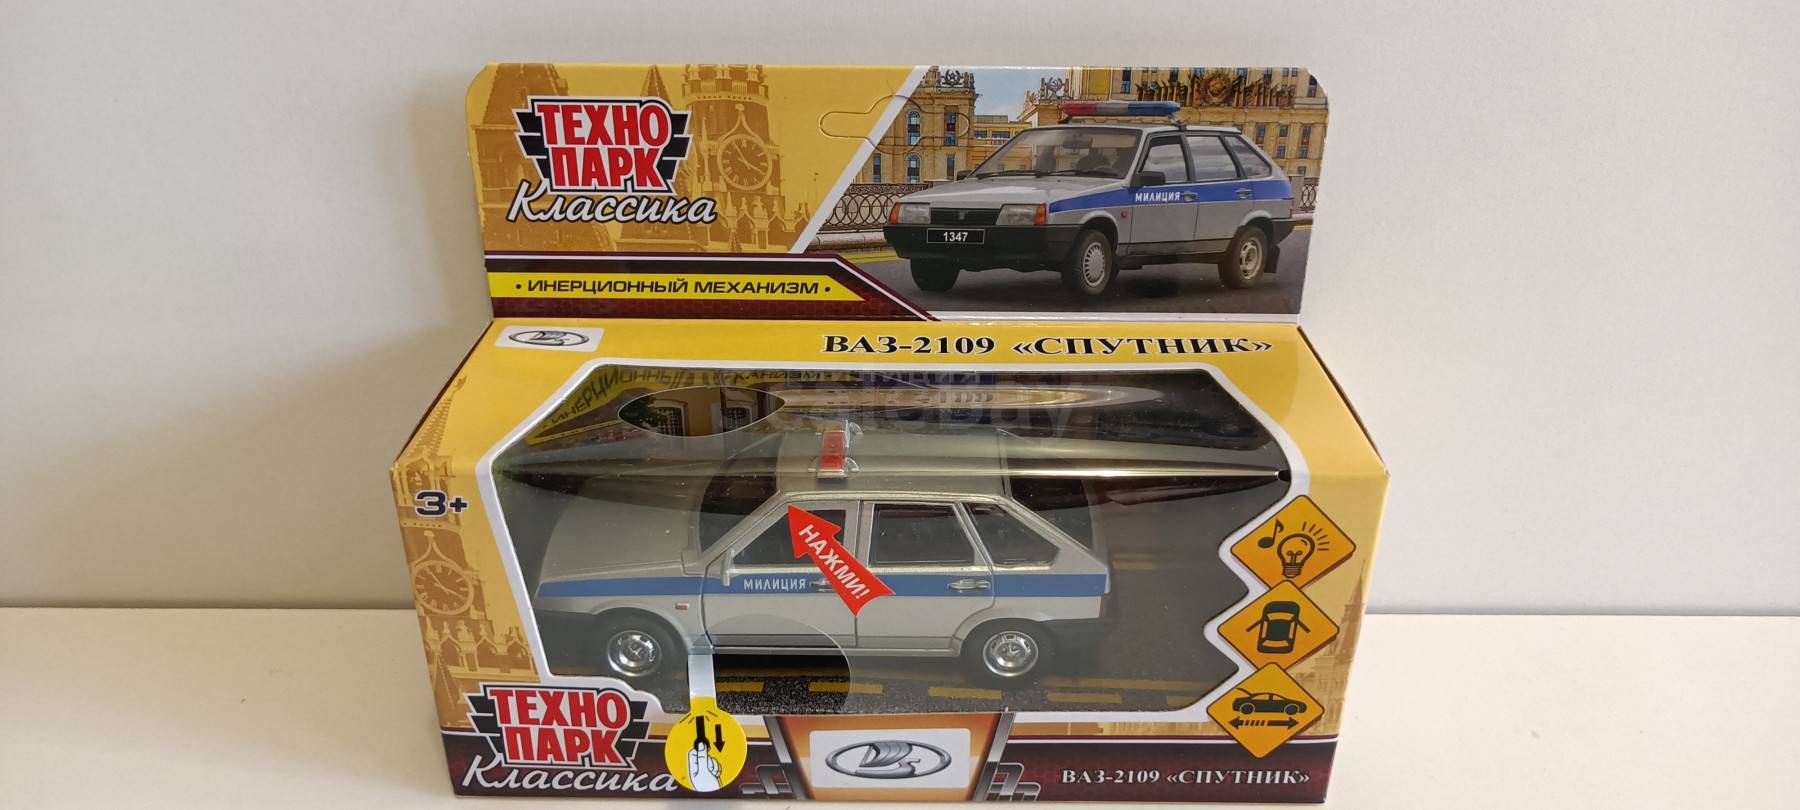 ТЕХНО
ПАРК
Классика
МИЛИЦИЯ
1347
• ИНЕРЦИОННЫЙ МЕХАНИЗМ •
ВАЗ-2109 «СПУТНИК»
3+
НАЖМИ!
МИЛИЦИЯ
ТЕХНО
ПАРК
Классика
ВАЗ-2109 «СПУТНИК»